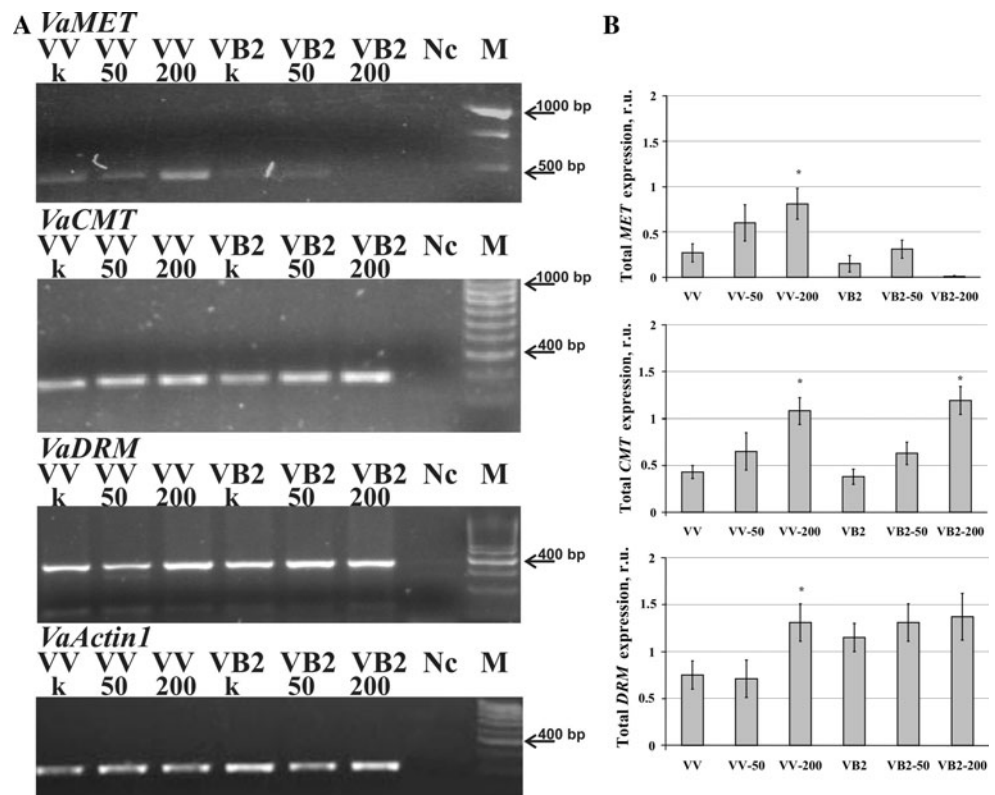 A
VaMET
VV VV VV VB2 VB2 VB2 Nc M
k 50 200 k 50 200
1000 bp
500 bp
VaCMT
VV VV VV VB2 VB2 VB2 Nc M
k 50 200 k 50 200
1000 bp
400 bp
VaDRM
VV VV VV VB2 VB2 VB2 Nc M
k 50 200 k 50 200
400 bp
VaActin1
VV VV VV VB2 VB2 VB2 Nc M
k 50 200 k 50 200
400 bp
B
Total MET expression, r.u.
2
1.5
1
0.5
0
*
VV VV-50 VV-200 VB2 VB2-50 VB2-200
Total CMT expression, r.u.
2
1.5
1
0.5
0
* *
VV VV-50 VV-200 VB2 VB2-50 VB2-200
Total DRM expression, r.u.
2
1.5
1
0.5
0
*
VV VV-50 VV-200 VB2 VB2-50 VB2-200